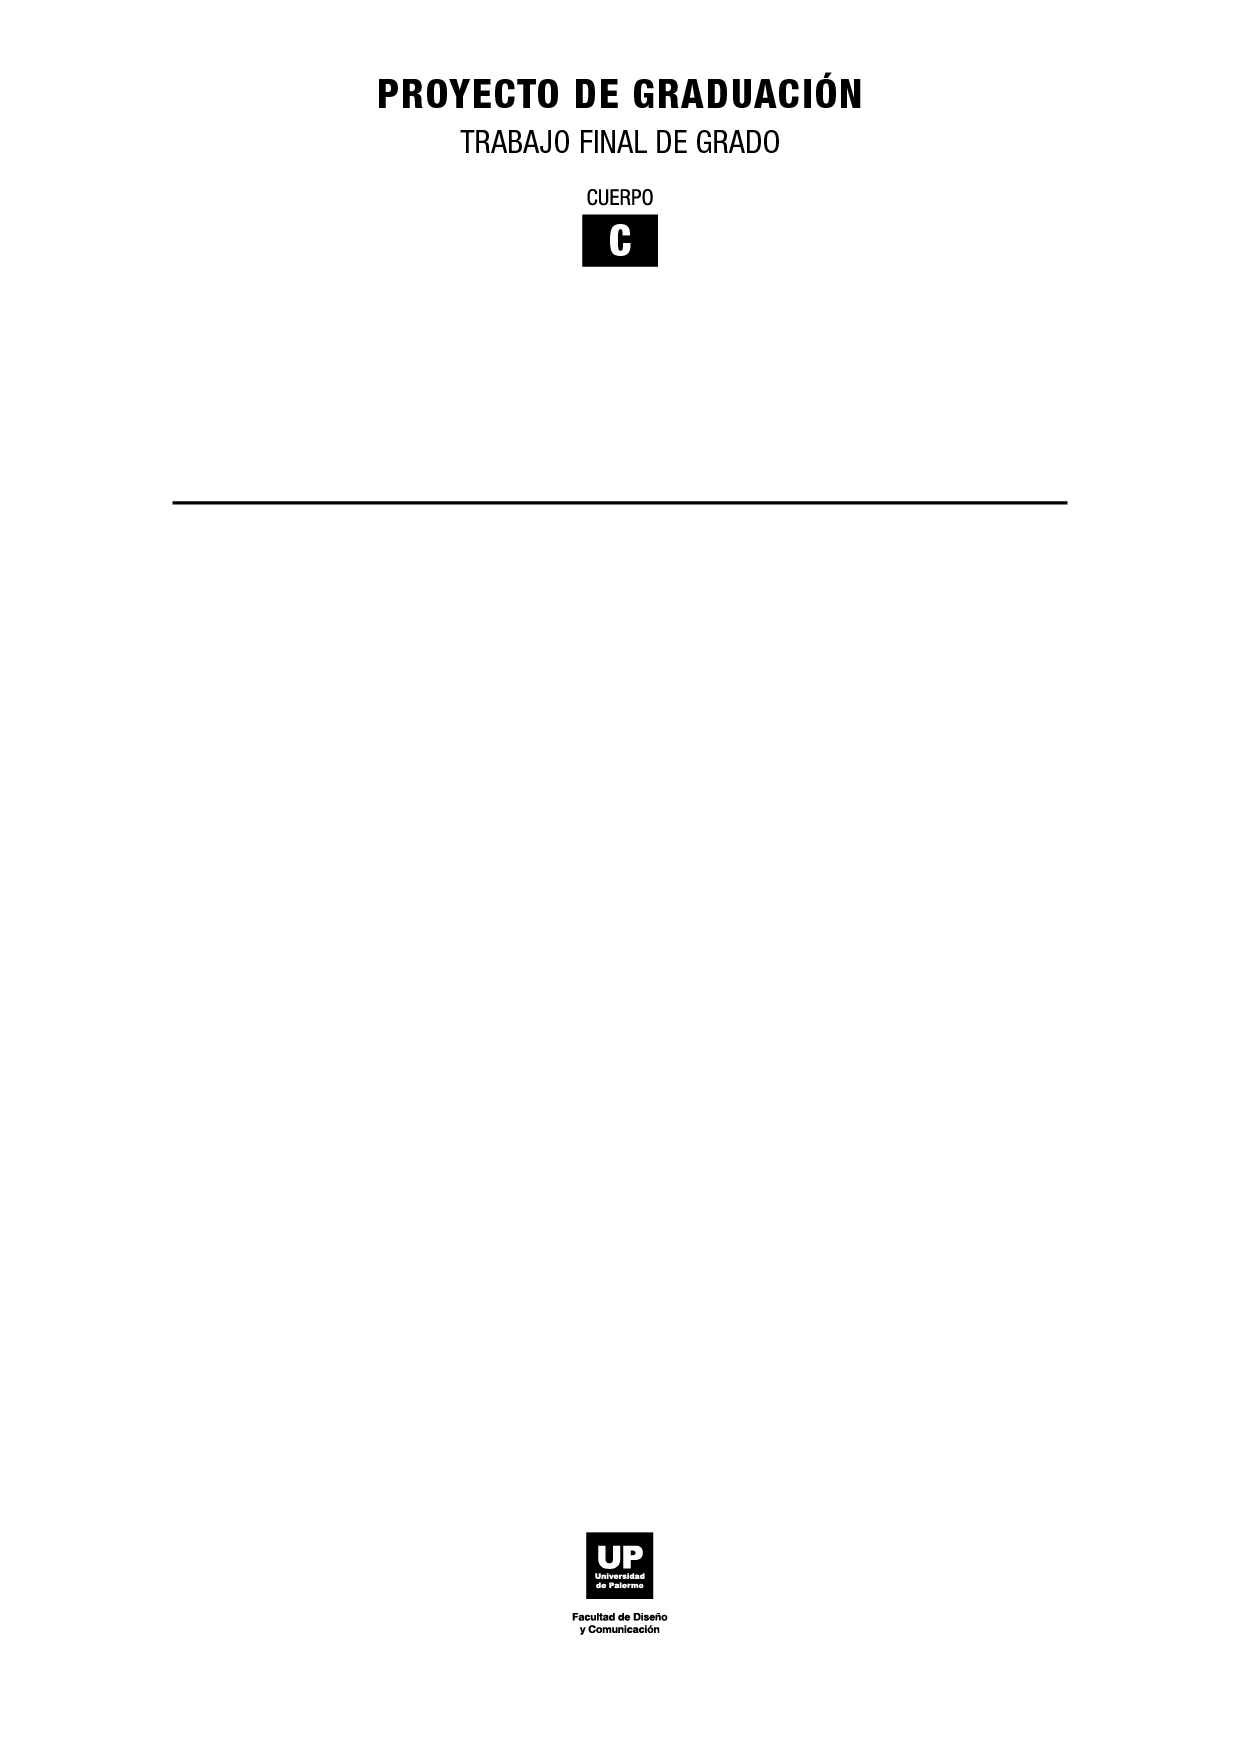 PROYECTO DE GRADUACIÓN
TRABAJO FINAL DE GRADO
CUERPO
C
UP
Universidad
de Palermo
Facultad de Diseño
y Comunicación